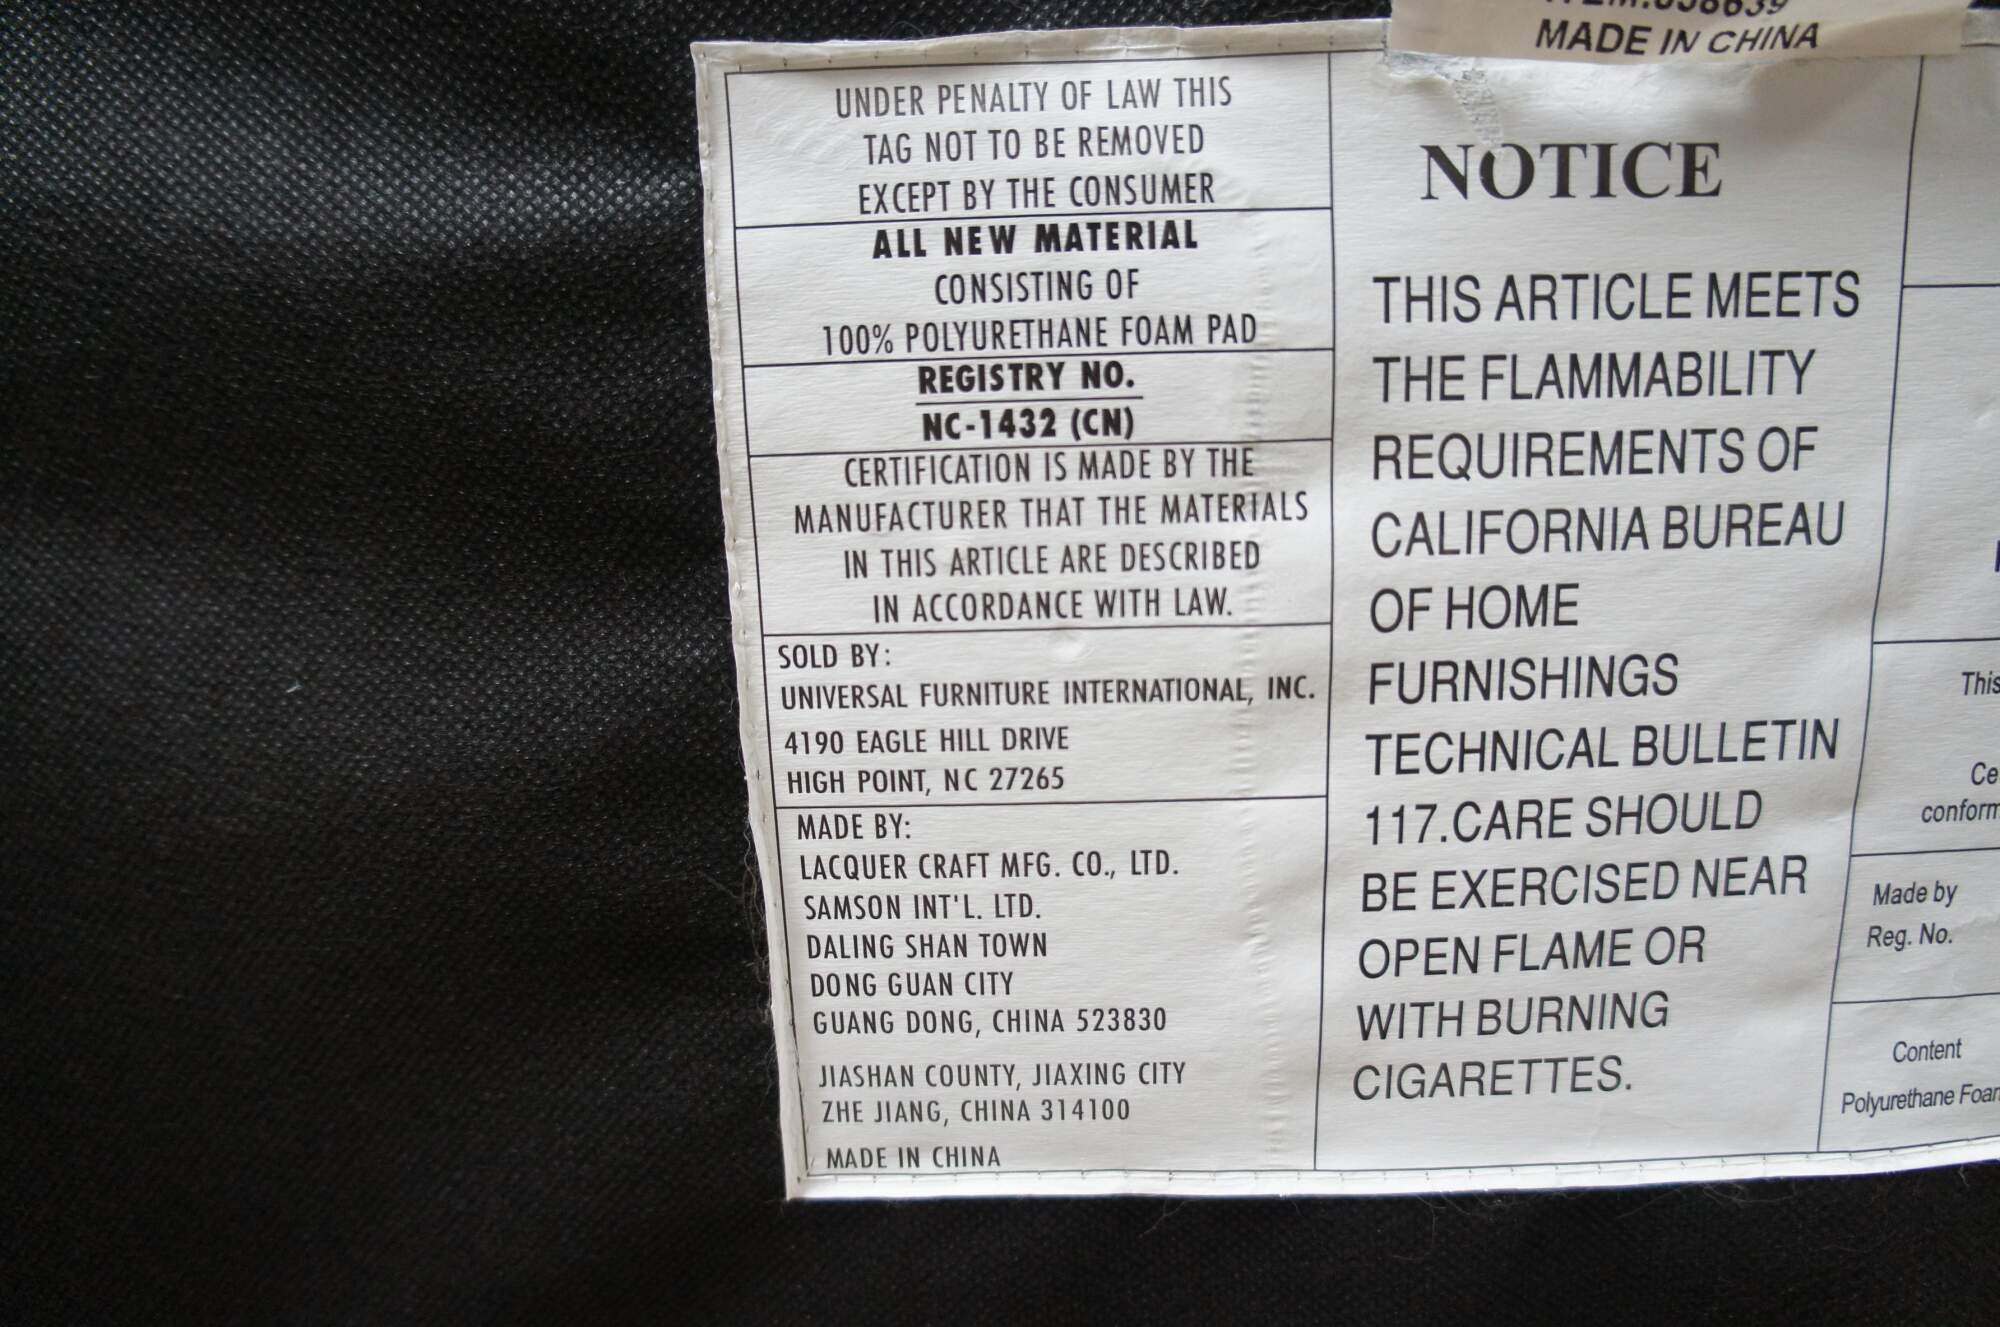 MADE IN CHINA
UNDER PENALTY OF LAW THIS
TAG NOT TO BE REMOVED
EXCEPT BY THE CONSUMER
ALL NEW MATERIAL
CONSISTING OF
100% POLYURETHANE FOAM PAD
REGISTRY NO.
NC-1432 (CN)
CERTIFICATION IS MADE BY THE
MANUFACTURER THAT THE MATERIALS
IN THIS ARTICLE ARE DESCRIBED
IN ACCORDANCE WITH LAW.
SOLD BY:
UNIVERSAL FURNITURE INTERNATIONAL, INC.
4190 EAGLE HILL DRIVE
HIGH POINT, NC 27265
MADE BY:
LACQUER CRAFT MFG. CO., LTD.
SAMSON INT'L. LTD.
DALING SHAN TOWN
DONG GUAN CITY
GUANG DONG, CHINA 523830
JIASHAN COUNTY, JIAXING CITY
ZHE JIANG, CHINA 314100
MADE IN CHINA
NOTICE
THIS ARTICLE MEETS
THE FLAMMABILITY
REQUIREMENTS OF
CALIFORNIA BUREAU
OF HOME
FURNISHINGS
TECHNICAL BULLETIN
117.CARE SHOULD
BE EXERCISED NEAR
OPEN FLAME OR
WITH BURNING
CIGARETTES.
This
Made by
Reg. No.
Content
Polyurethane